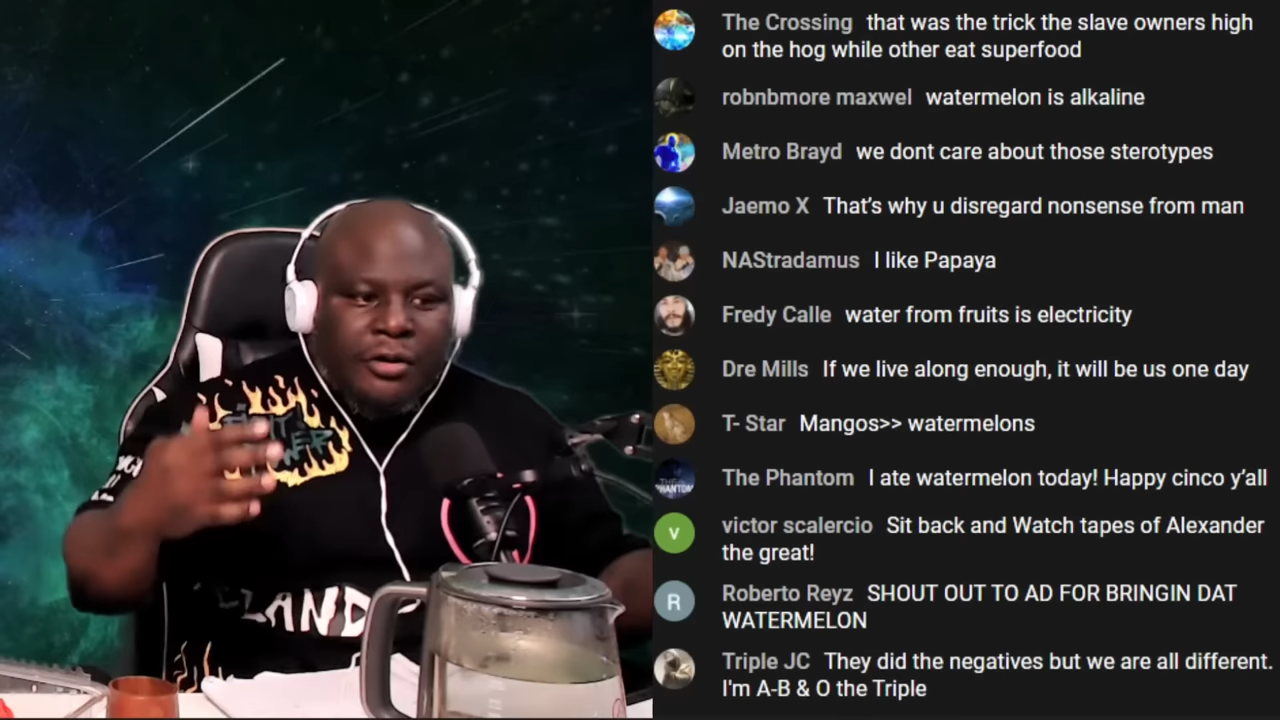 The Crossing that was the trick the slave owners high
on the hog while other eat superfood
robnbmore maxwel watermelon is alkaline
Metro Brayd we dont care about those sterotypes
Jaemo X That's why u disregard nonsense from man
NAStradamus I like Papaya
Fredy Calle water from fruits is electricity
Dre Mills If we live along enough, it will be us one day
T- Star Mangos>> watermelons
The Phantom I ate watermelon today! Happy cinco y'all
THE
PHANTOM
victor scalercio Sit back and Watch tapes of Alexander
the great!
V
Roberto Reyz SHOUT OUT TO AD FOR BRINGIN DAT
WATERMELON
R
Triple JC They did the negatives but we are all different.
I'm A-B & O the Triple